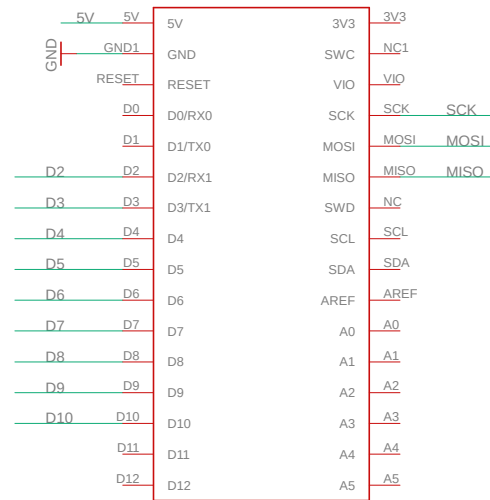 5V 5V 5V 3V3 3V3
GND GND1 GND SWC NC1
RESET RESET VIO VIO
D0 D0/RX0 SCK SCK SCK
D1 D1/TX0 MOSI MOSI MOSI
D2 D2 D2/RX1 MISO MISO MISO
D3 D3 D3/TX1 SWD NC
D4 D4 D4 SCL SCL
D5 D5 D5 SDA SDA
D6 D6 D6 AREF AREF
D7 D7 D7 A0 A0
D8 D8 D8 A1 A1
D9 D9 D9 A2 A2
D10 D10 D10 A3 A3
D11 D11 A4 A4
D12 D12 A5 A5